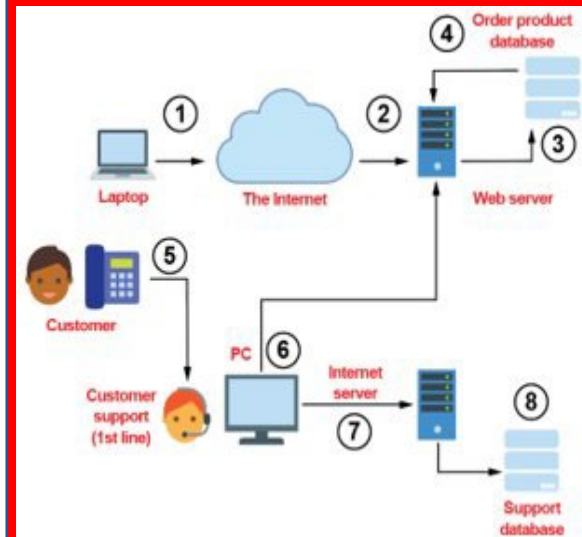 4
Order product
database
1
2
3
Laptop
The Internet
Web server
5
Customer
PC
6
Internet
server
Customer
support
(1st line)
7
8
Support
database